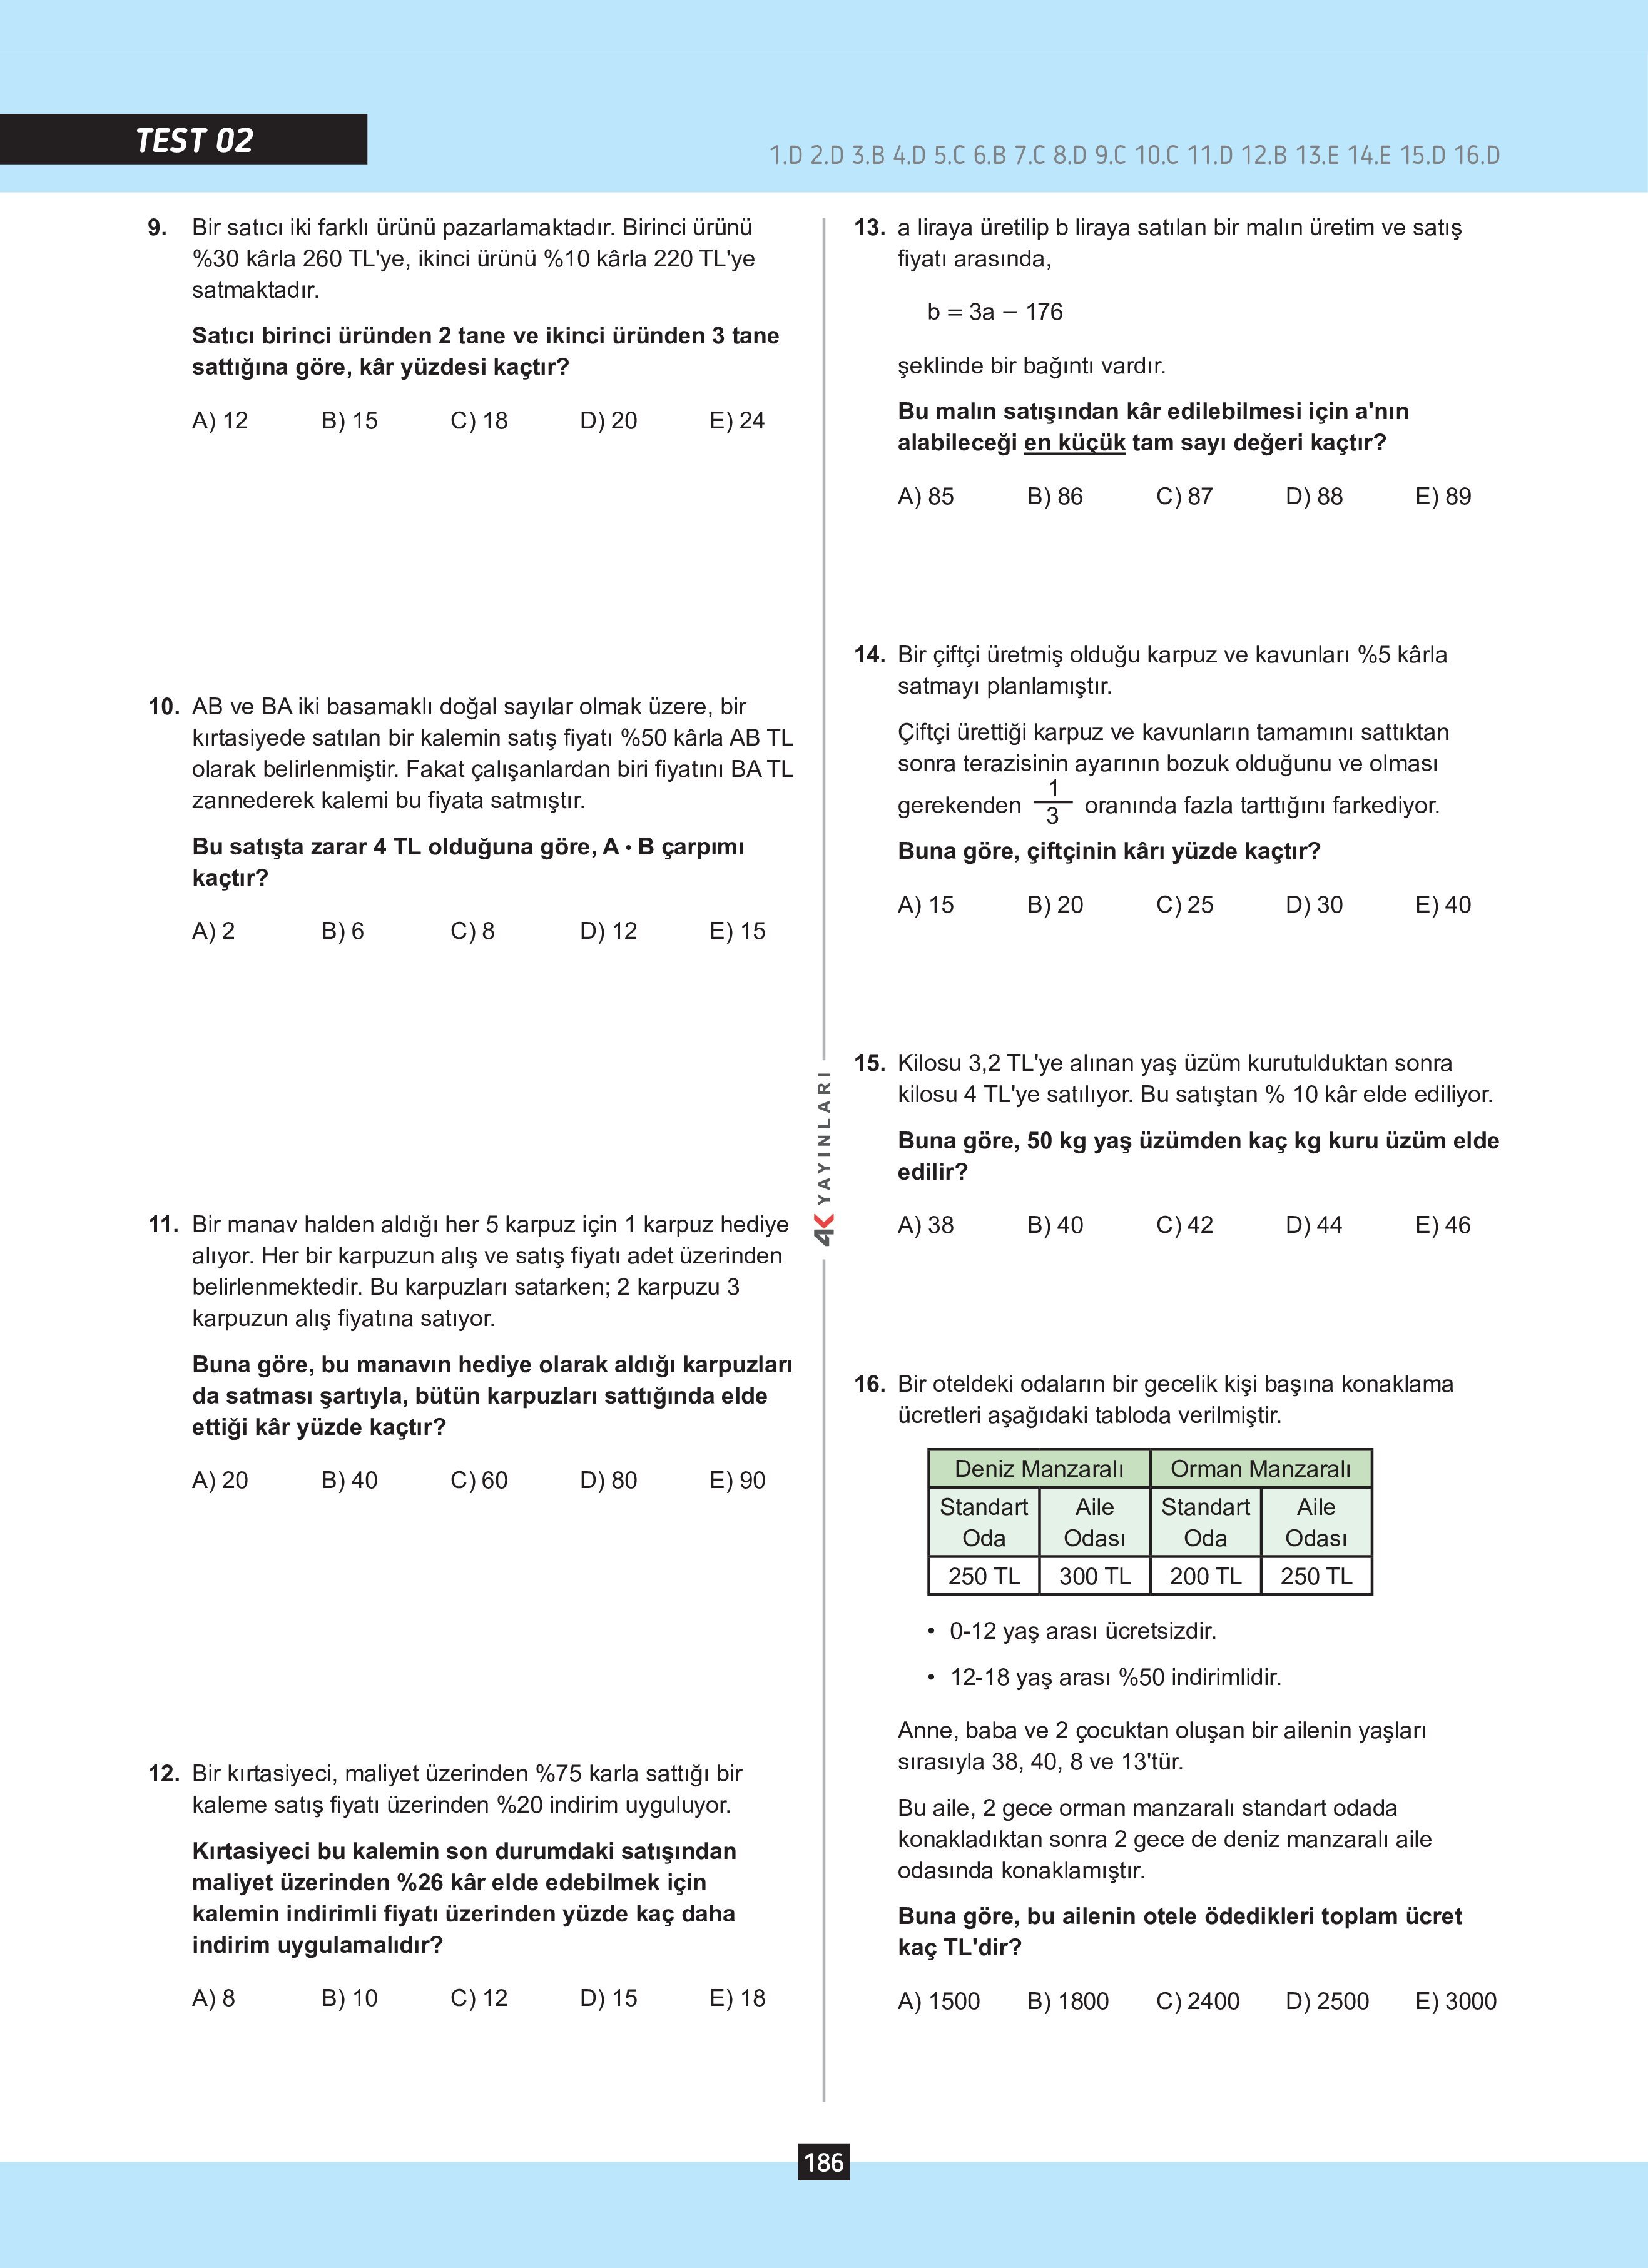 TEST 02
1.D 2.D 3.B 4.D 5.C 6.B 7.C 8.D 9.C 10.C 11.D 12.B 13.E 14.E 15.D 16.D
9. Bir satıcı iki farklı ürünü pazarlamaktadır. Birinci ürünü
%30 kârla 260 TL'ye, ikinci ürünü %10 kârla 220 TL'ye
satmaktadır.
Satıcı birinci üründen 2 tane ve ikinci üründen 3 tane
sattığına göre, kâr yüzdesi kaçtır?
A) 12 B) 15 C) 18 D) 20 E) 24
10. AB ve BA iki basamaklı doğal sayılar olmak üzere, bir
kırtasiyede satılan bir kalemin satış fiyatı %50 kârla AB TL
olarak belirlenmiştir. Fakat çalışanlardan biri fiyatını BA TL
zannederek kalemi bu fiyata satmıştır.
Bu satışta zarar 4 TL olduğuna göre, A • B çarpımı
kaçtır?
A) 2 B) 6 C) 8 D) 12 E) 15
11. Bir manav halden aldığı her 5 karpuz için 1 karpuz hediye
alıyor. Her bir karpuzun alış ve satış fiyatı adet üzerinden
belirlenmektedir. Bu karpuzları satarken; 2 karpuzu 3
karpuzun alış fiyatına satıyor.
Buna göre, bu manavın hediye olarak aldığı karpuzları
da satması şartıyla, bütün karpuzları sattığında elde
ettiği kâr yüzde kaçtır?
A) 20 B) 40 C) 60 D) 80 E) 90
12. Bir kırtasiyeci, maliyet üzerinden %75 karla sattığı bir
kaleme satış fiyatı üzerinden %20 indirim uyguluyor.
Kırtasiyeci bu kalemin son durumdaki satışından
maliyet üzerinden %26 kâr elde edebilmek için
kalemin indirimli fiyatı üzerinden yüzde kaç daha
indirim uygulamalıdır?
A) 8 B) 10 C) 12 D) 15 E) 18
4K YAYINLARI
13. a liraya üretilip b liraya satılan bir malın üretim ve satış
fiyatı arasında,
b = 3a – 176
şeklinde bir bağıntı vardır.
Bu malın satışından kâr edilebilmesi için a'nın
alabileceği en küçük tam sayı değeri kaçtır?
A) 85 B) 86 C) 87 D) 88 E) 89
14. Bir çiftçi üretmiş olduğu karpuz ve kavunları %5 kârla
satmayı planlamıştır.
Çiftçi ürettiği karpuz ve kavunların tamamını sattıktan
sonra terazisinin ayarının bozuk olduğunu ve olması
gerekenden 1/3 oranında fazla tarttığını farkediyor.
Buna göre, çiftçinin kârı yüzde kaçtır?
A) 15 B) 20 C) 25 D) 30 E) 40
15. Kilosu 3,2 TL'ye alınan yaş üzüm kurutulduktan sonra
kilosu 4 TL'ye satılıyor. Bu satıştan % 10 kâr elde ediliyor.
Buna göre, 50 kg yaş üzümden kaç kg kuru üzüm elde
edilir?
A) 38 B) 40 C) 42 D) 44 E) 46
16. Bir oteldeki odaların bir gecelik kişi başına konaklama
ücretleri aşağıdaki tabloda verilmiştir.
Deniz Manzaralı Orman Manzaralı
Standart Aile Standart Aile
Oda Odası Oda Odası
250 TL 300 TL 200 TL 250 TL
• 0-12 yaş arası ücretsizdir.
• 12-18 yaş arası %50 indirimlidir.
Anne, baba ve 2 çocuktan oluşan bir ailenin yaşları
sırasıyla 38, 40, 8 ve 13'tür.
Bu aile, 2 gece orman manzaralı standart odada
konakladıktan sonra 2 gece de deniz manzaralı aile
odasında konaklamıştır.
Buna göre, bu ailenin otele ödedikleri toplam ücret
kaç TL'dir?
A) 1500 B) 1800 C) 2400 D) 2500 E) 3000
186